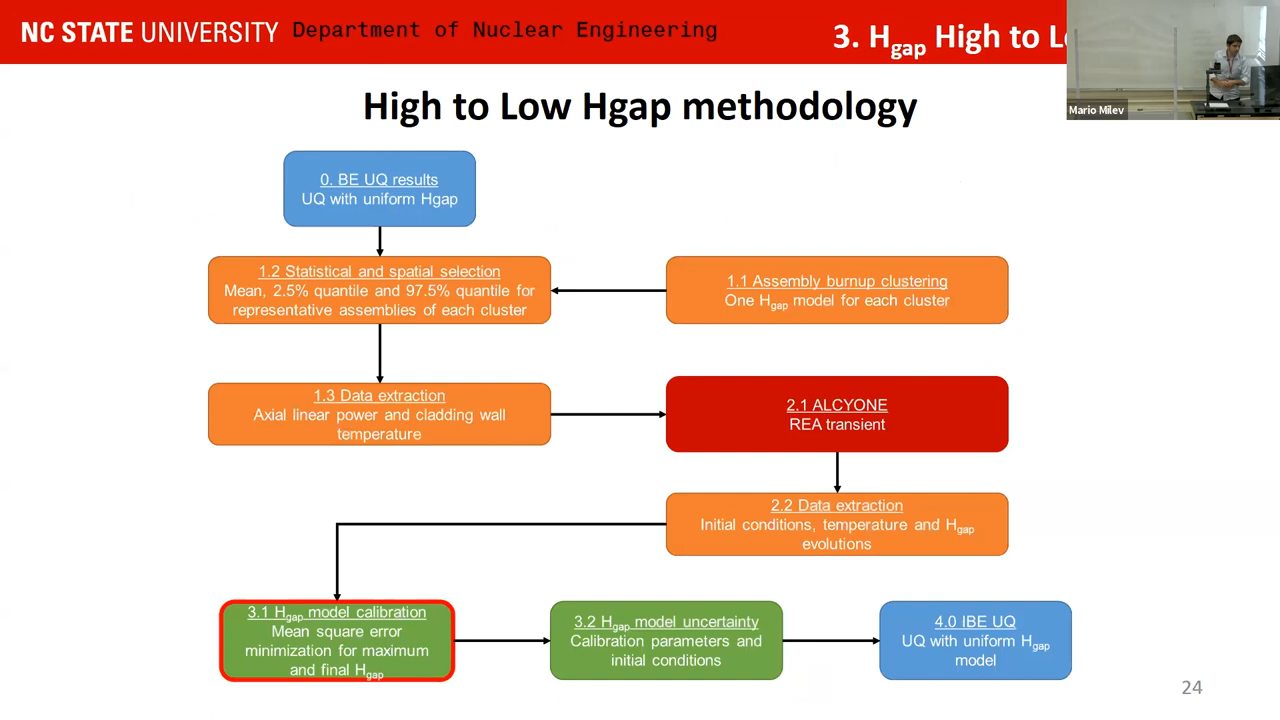 NC STATE UNIVERSITY Department of Nuclear Engineering
3. Hgap High to L
Mario Milev
High to Low Hgap methodology
0. BE UQ results
UQ with uniform Hgap
1.2 Statistical and spatial selection
Mean, 2.5% quantile and 97.5% quantile for
representative assemblies of each cluster
1.1 Assembly burnup clustering
One Hgap model for each cluster
1.3 Data extraction
Axial linear power and cladding wall
temperature
2.1 ALCYONE
REA transient
2.2 Data extraction
Initial conditions, temperature and Hgap
evolutions
3.1 Hgap model calibration
Mean square error
minimization for maximum
and final Hgap
3.2 Hgap model uncertainty
Calibration parameters and
initial conditions
4.0 IBE UQ
UQ with uniform Hgap
model
24